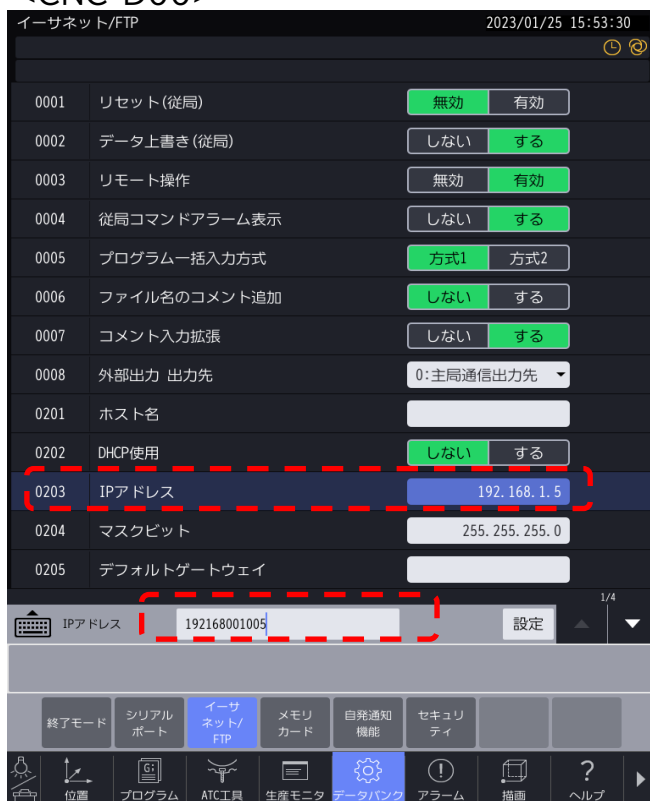 <CNC-D00>
イーサネット/FTP 2023/01/25 15:53:30
0001 リセット(従局) 無効 有効
0002 データ上書き(従局) しない する
0003 リモート操作 無効 有効
0004 従局コマンドアラーム表示 しない する
0005 プログラム一括入力方式 方式1 方式2
0006 ファイル名のコメント追加 しない する
0007 コメント入力拡張 しない する
0008 外部出力 出力先 0:主局通信出力先
0201 ホスト名
0202 DHCP使用 しない する
0203 IPアドレス 192.168.1.5
0204 マスクビット 255.255.255.0
0205 デフォルトゲートウェイ
1/4
IPアドレス 192168001005 設定
終了モード シリアルポート イーサネット/FTP メモリカード 自発通知機能 セキュリティ
位置 プログラム ATC工具 生産モニタ データバンク アラーム 描画 ヘルプ